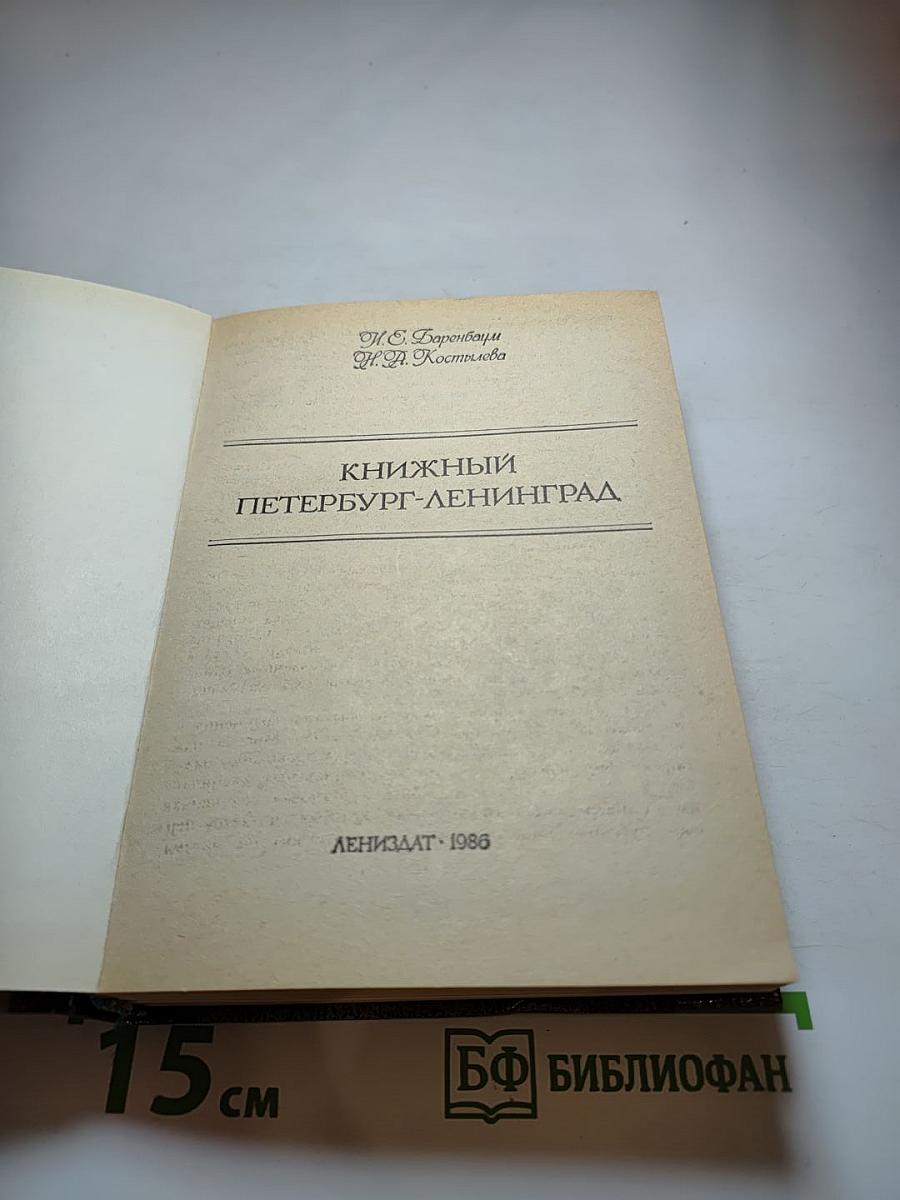 И. Е. Баренбаум
Н. А. Костылева
КНИЖНЫЙ
ПЕТЕРБУРГ-ЛЕНИНГРАД
ЛЕНИЗДАТ · 1986
15 см
БФ БИБЛИОФАН